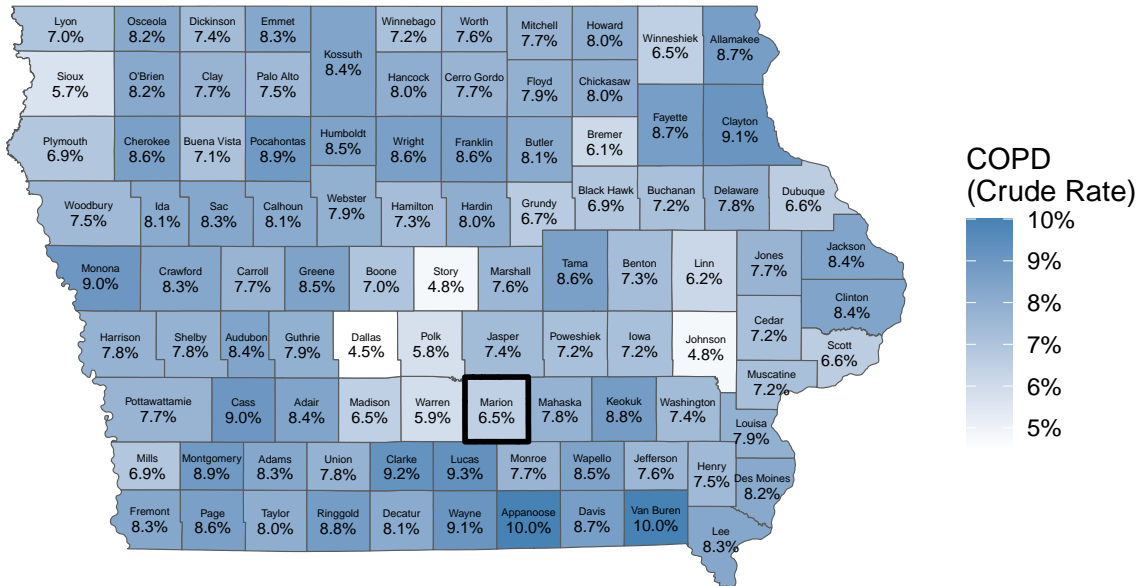 Lyon
7.0%
Osceola
8.2%
Dickinson
7.4%
Emmet
8.3%
Kossuth
8.4%
Winnebago
7.2%
Worth
7.6%
Mitchell
7.7%
Howard
8.0%
Winneshiek
6.5%
Allamakee
8.7%
Sioux
5.7%
O'Brien
8.2%
Clay
7.7%
Palo Alto
7.5%
Hancock
8.0%
Cerro Gordo
7.7%
Floyd
7.9%
Chickasaw
8.0%
Fayette
8.7%
Clayton
9.1%
Plymouth
6.9%
Cherokee
8.6%
Buena Vista
7.1%
Pocahontas
8.9%
Humboldt
8.5%
Wright
8.6%
Franklin
8.6%
Butler
8.1%
Bremer
6.1%
Woodbury
7.5%
Ida
8.1%
Sac
8.3%
Calhoun
8.1%
Webster
7.9%
Hamilton
7.3%
Hardin
8.0%
Grundy
6.7%
Black Hawk
6.9%
Buchanan
7.2%
Delaware
7.8%
Dubuque
6.6%
Monona
9.0%
Crawford
8.3%
Carroll
7.7%
Greene
8.5%
Boone
7.0%
Story
4.8%
Marshall
7.6%
Tama
8.6%
Benton
7.3%
Linn
6.2%
Jones
7.7%
Jackson
8.4%
Clinton
8.4%
Harrison
7.8%
Shelby
7.8%
Audubon
8.4%
Guthrie
7.9%
Dallas
4.5%
Polk
5.8%
Jasper
7.4%
Poweshiek
7.2%
Iowa
7.2%
Johnson
4.8%
Cedar
7.2%
Scott
6.6%
Muscatine
7.2%
Pottawattamie
7.7%
Cass
9.0%
Adair
8.4%
Madison
6.5%
Warren
5.9%
Marion
6.5%
Mahaska
7.8%
Keokuk
8.8%
Washington
7.4%
Louisa
7.9%
Mills
6.9%
Montgomery
8.9%
Adams
8.3%
Union
7.8%
Clarke
9.2%
Lucas
9.3%
Monroe
7.7%
Wapello
8.5%
Jefferson
7.6%
Henry
7.5%
Des Moines
8.2%
Fremont
8.3%
Page
8.6%
Taylor
8.0%
Ringgold
8.8%
Decatur
8.1%
Wayne
9.1%
Appanoose
10.0%
Davis
8.7%
Van Buren
10.0%
Lee
8.3%
COPD
(Crude Rate)
10%
9%
8%
7%
6%
5%